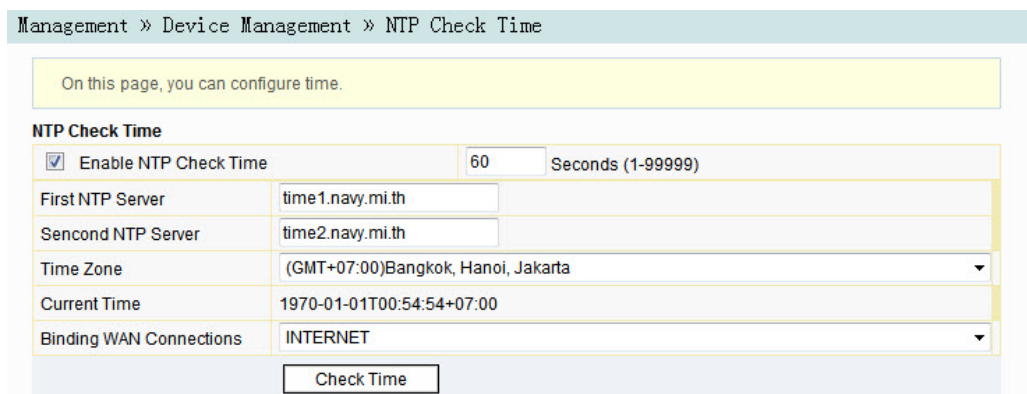 Management » Device Management » NTP Check Time
On this page, you can configure time.
NTP Check Time
Enable NTP Check Time 60 Seconds (1-99999)
First NTP Server time1.navy.mi.th
Sencond NTP Server time2.navy.mi.th
Time Zone (GMT+07:00)Bangkok, Hanoi, Jakarta
Current Time 1970-01-01T00:54:54+07:00
Binding WAN Connections INTERNET
Check Time